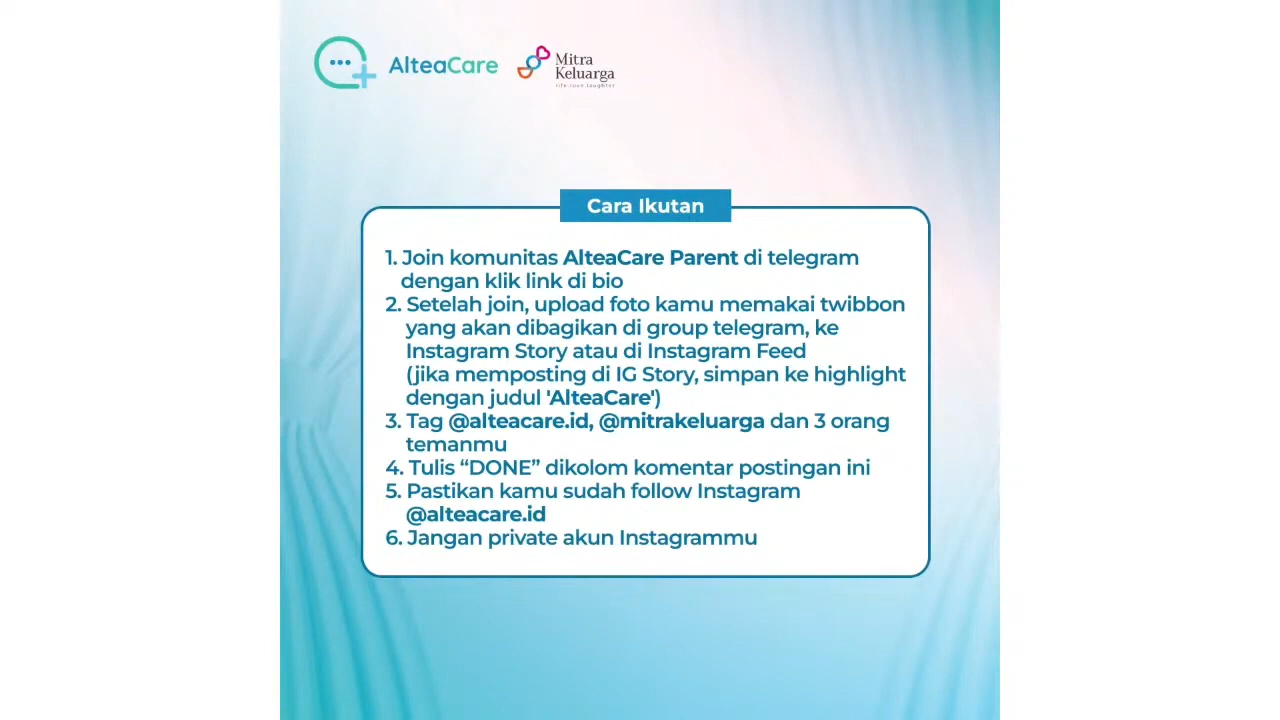 AlteaCare
Mitra
Keluarga
life.love.laughter
Cara Ikutan
1. Join komunitas AlteaCare Parent di telegram
dengan klik link di bio
2. Setelah join, upload foto kamu memakai twibbon
yang akan dibagikan di group telegram, ke
Instagram Story atau di Instagram Feed
(jika memposting di IG Story, simpan ke highlight
dengan judul 'AlteaCare')
3. Tag @alteacare.id, @mitrakeluarga dan 3 orang
temanmu
4. Tulis “DONE” dikolom komentar postingan ini
5. Pastikan kamu sudah follow Instagram
@alteacare.id
6. Jangan private akun Instagrammu